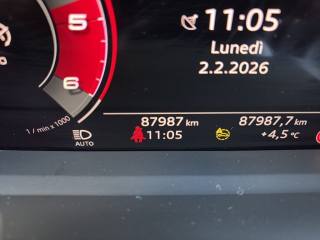 11:05
Lunedì
2.2.2026
5
6
1 / min x 1000
87987 km
87987,7 km
AUTO
11:05
+4,5 °C